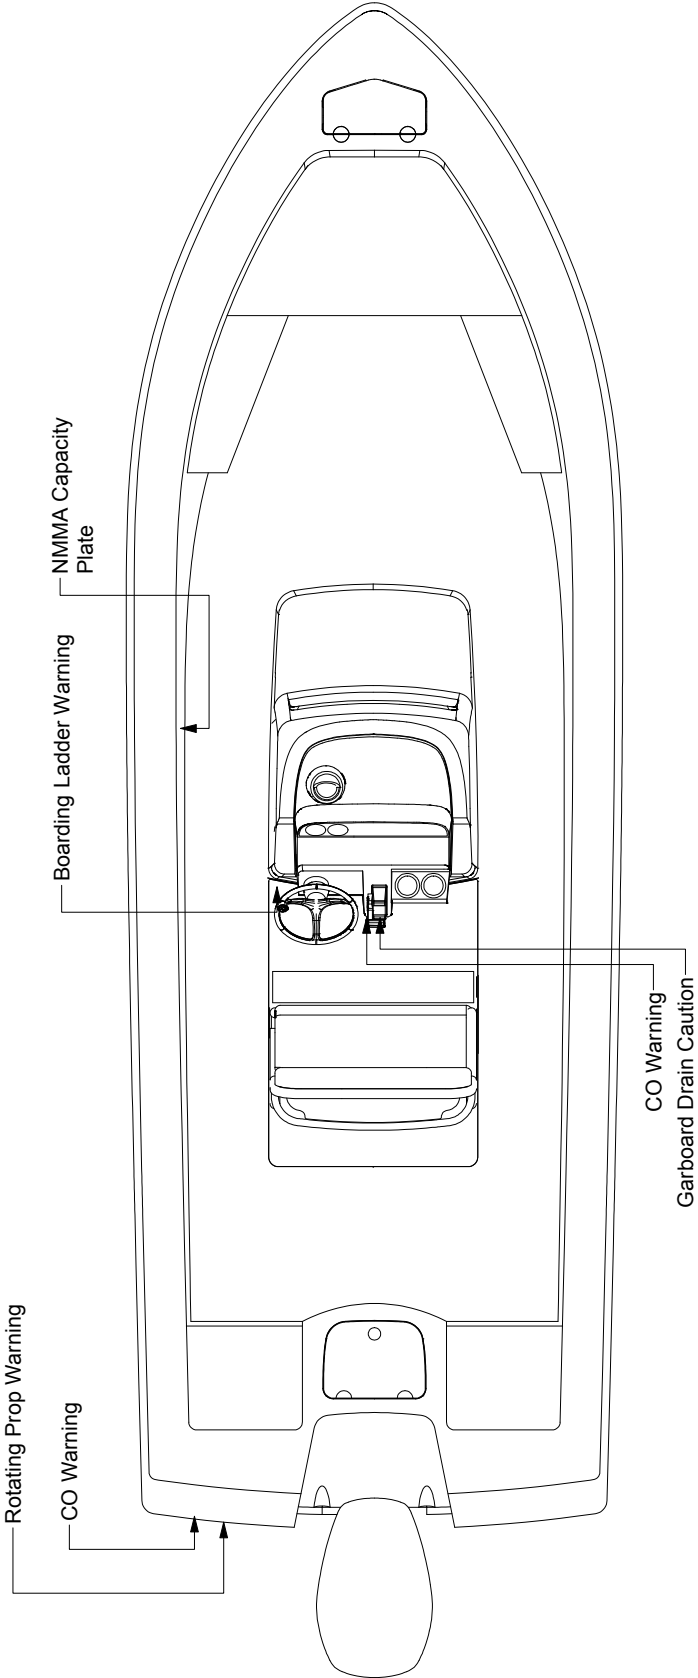 NMMA Capacity
Plate
Boarding Ladder Warning
CO Warning
Garboard Drain Caution
Rotating Prop Warning
CO Warning